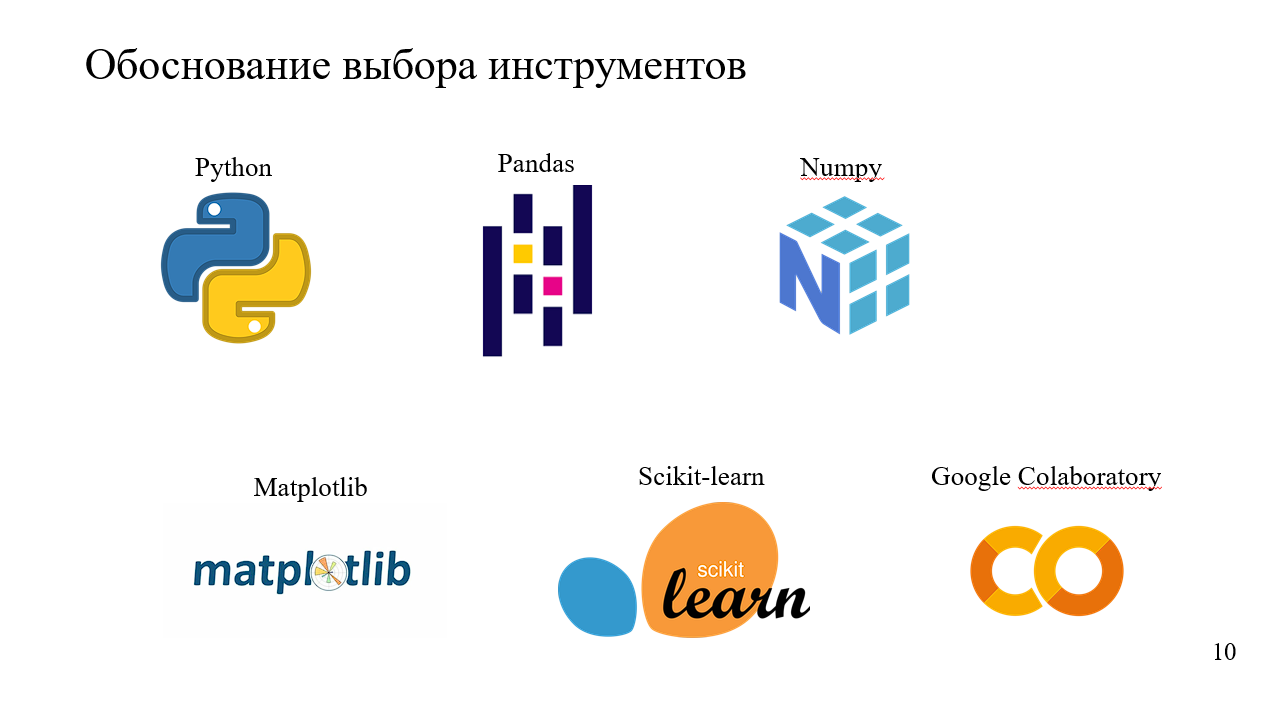 Обоснование выбора инструментов
Python
Pandas
Numpy
Matplotlib
Scikit-learn
Google Colaboratory
matplotlib
scikit
learn
10